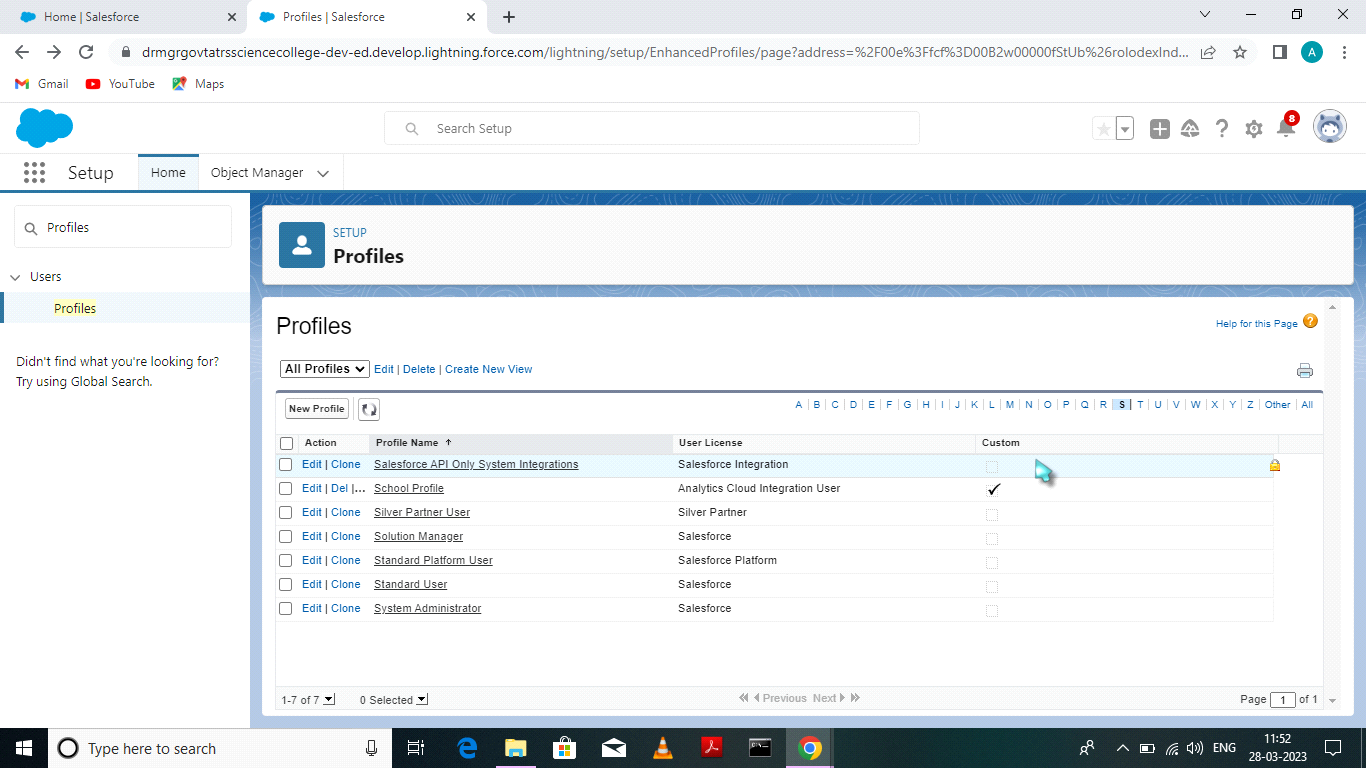 Home | Salesforce
Profiles | Salesforce
drmgrgovtatrssciencecollege-dev-ed.develop.lightning.force.com/lightning/setup/EnhancedProfiles/page?address=%2F00e%3Ffcf%3D00B2w00000fStUb%26rolodexInd...
A
Gmail
YouTube
Maps
Search Setup
8
Setup
Home
Object Manager
Profiles
Users
Profiles
Didn't find what you're looking for?
Try using Global Search.
SETUP
Profiles
Profiles
Help for this Page ?
All Profiles Edit | Delete | Create New View
New Profile
A | B | C | D | E | F | G | H | I | J | K | L | M | N | O | P | Q | R | S | T | U | V | W | X | Y | Z | Other | All
Action Profile Name ↑ User License Custom
Edit | Clone Salesforce API Only System Integrations Salesforce Integration
Edit | Del |... School Profile Analytics Cloud Integration User ✓
Edit | Clone Silver Partner User Silver Partner
Edit | Clone Solution Manager Salesforce
Edit | Clone Standard Platform User Salesforce Platform
Edit | Clone Standard User Salesforce
Edit | Clone System Administrator Salesforce
1-7 of 7 0 Selected Previous Next Page 1 of 1
Type here to search
ENG
11:52
28-03-2023